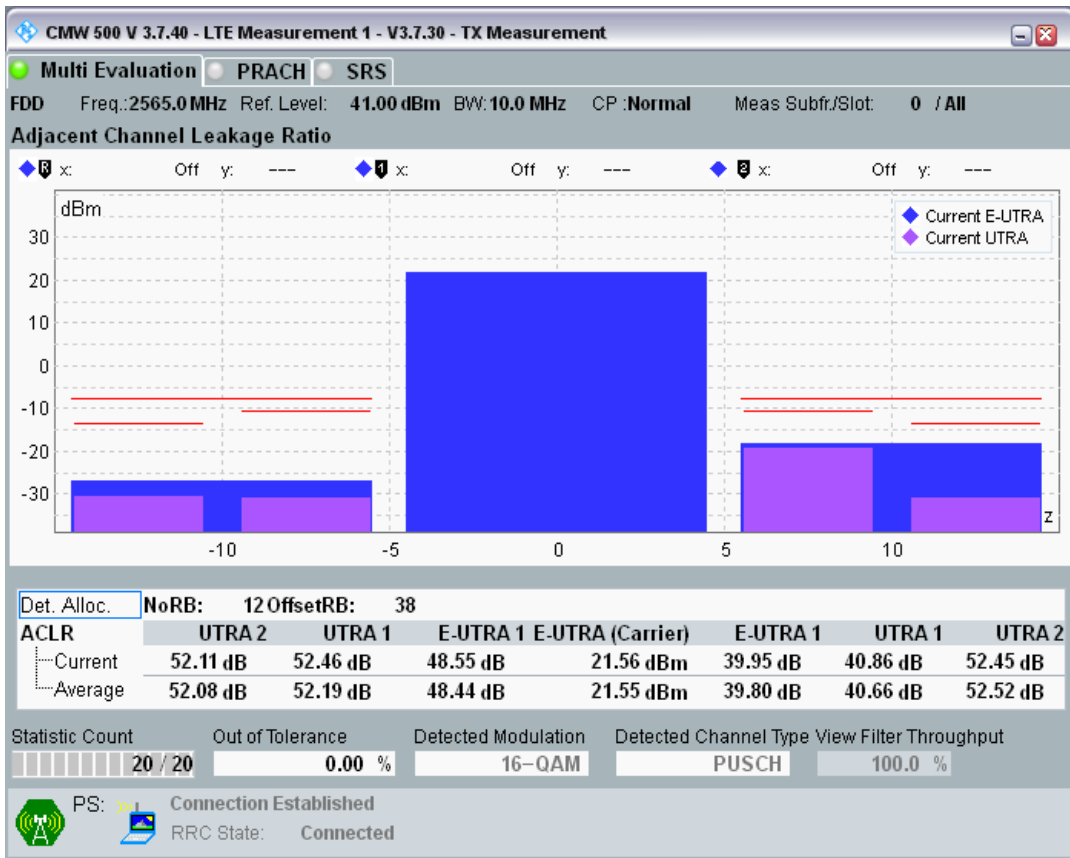 CMW 500 V 3.7.40 - LTE Measurement 1 - V3.7.30 - TX Measurement
Multi Evaluation PRACH SRS
FDD Freq.:2565.0 MHz Ref. Level: 41.00 dBm BW:10.0 MHz CP :Normal Meas Subfr./Slot: 0 / All
Adjacent Channel Leakage Ratio
R x: Off y: --- 1 x: Off y: --- 2 x: Off y: ---
dBm
Current E-UTRA
Current UTRA
30
20
10
0
-10
-20
-30
z
-10 -5 0 5 10
Det. Alloc. NoRB: 12 OffsetRB: 38
ACLR UTRA 2 UTRA 1 E-UTRA 1 E-UTRA (Carrier) E-UTRA 1 UTRA 1 UTRA 2
Current 52.11 dB 52.46 dB 48.55 dB 21.56 dBm 39.95 dB 40.86 dB 52.45 dB
Average 52.08 dB 52.19 dB 48.44 dB 21.55 dBm 39.80 dB 40.66 dB 52.52 dB
Statistic Count Out of Tolerance Detected Modulation Detected Channel Type View Filter Throughput
20 / 20 0.00 % 16-QAM PUSCH 100.0 %
PS: Connection Established
RRC State: Connected